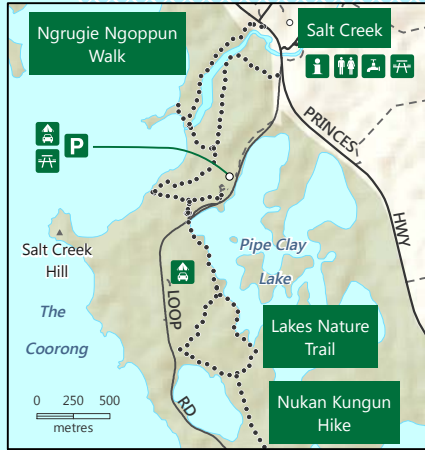 Ngrugie Ngoppun
Walk
Salt Creek
i
P
PRINCES
HWY
Salt Creek
Hill
Pipe Clay
Lake
LOOP
RD
The
Coorong
Lakes Nature
Trail
Nukan Kungun
Hike
0 250 500
metres